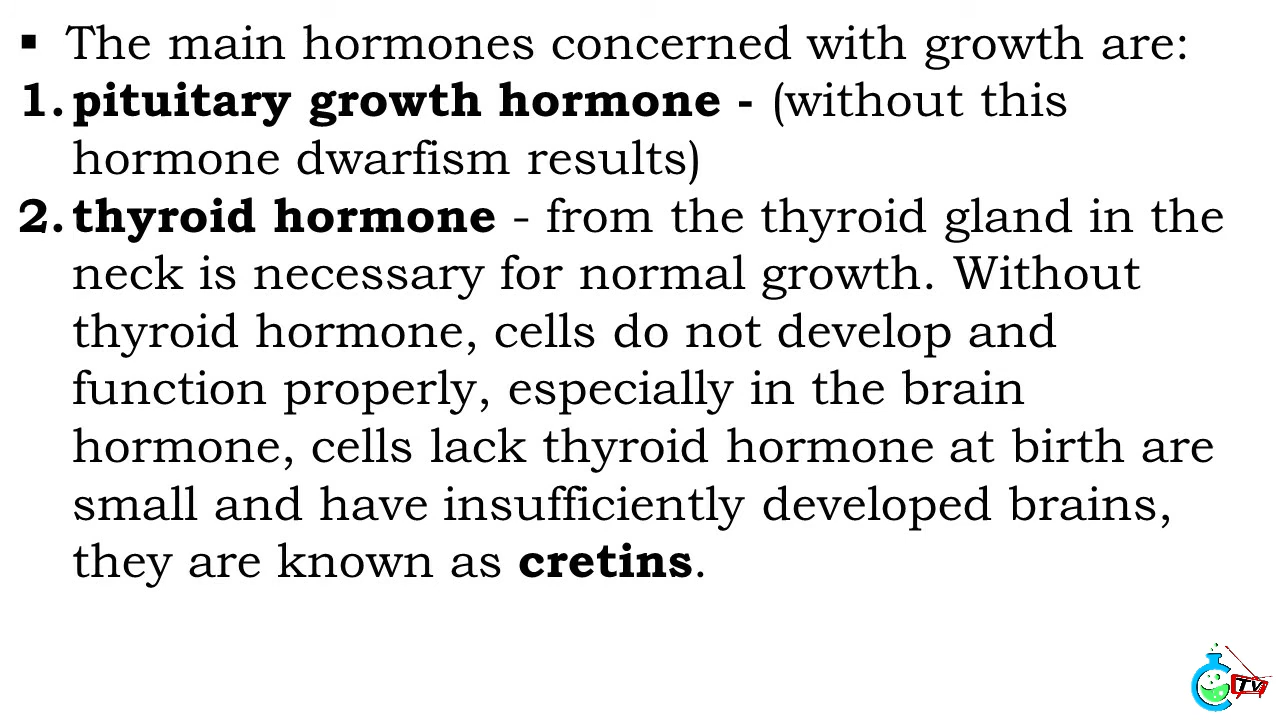 ▪ The main hormones concerned with growth are:
1. pituitary growth hormone - (without this
hormone dwarfism results)
2. thyroid hormone - from the thyroid gland in the
neck is necessary for normal growth. Without
thyroid hormone, cells do not develop and
function properly, especially in the brain
hormone, cells lack thyroid hormone at birth are
small and have insufficiently developed brains,
they are known as cretins.
TV